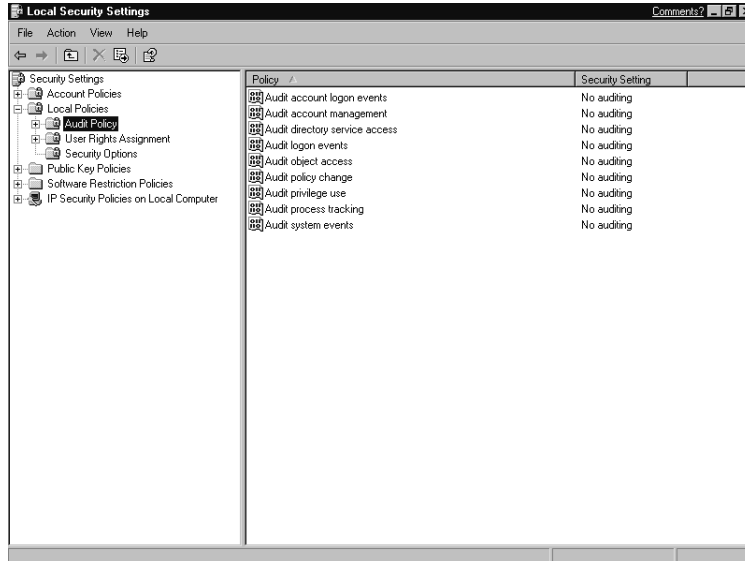 Local Security Settings
Comments?
File Action View Help
Security Settings
Account Policies
Local Policies
Audit Policy
User Rights Assignment
Security Options
Public Key Policies
Software Restriction Policies
IP Security Policies on Local Computer
Policy Security Setting
Audit account logon events No auditing
Audit account management No auditing
Audit directory service access No auditing
Audit logon events No auditing
Audit object access No auditing
Audit policy change No auditing
Audit privilege use No auditing
Audit process tracking No auditing
Audit system events No auditing